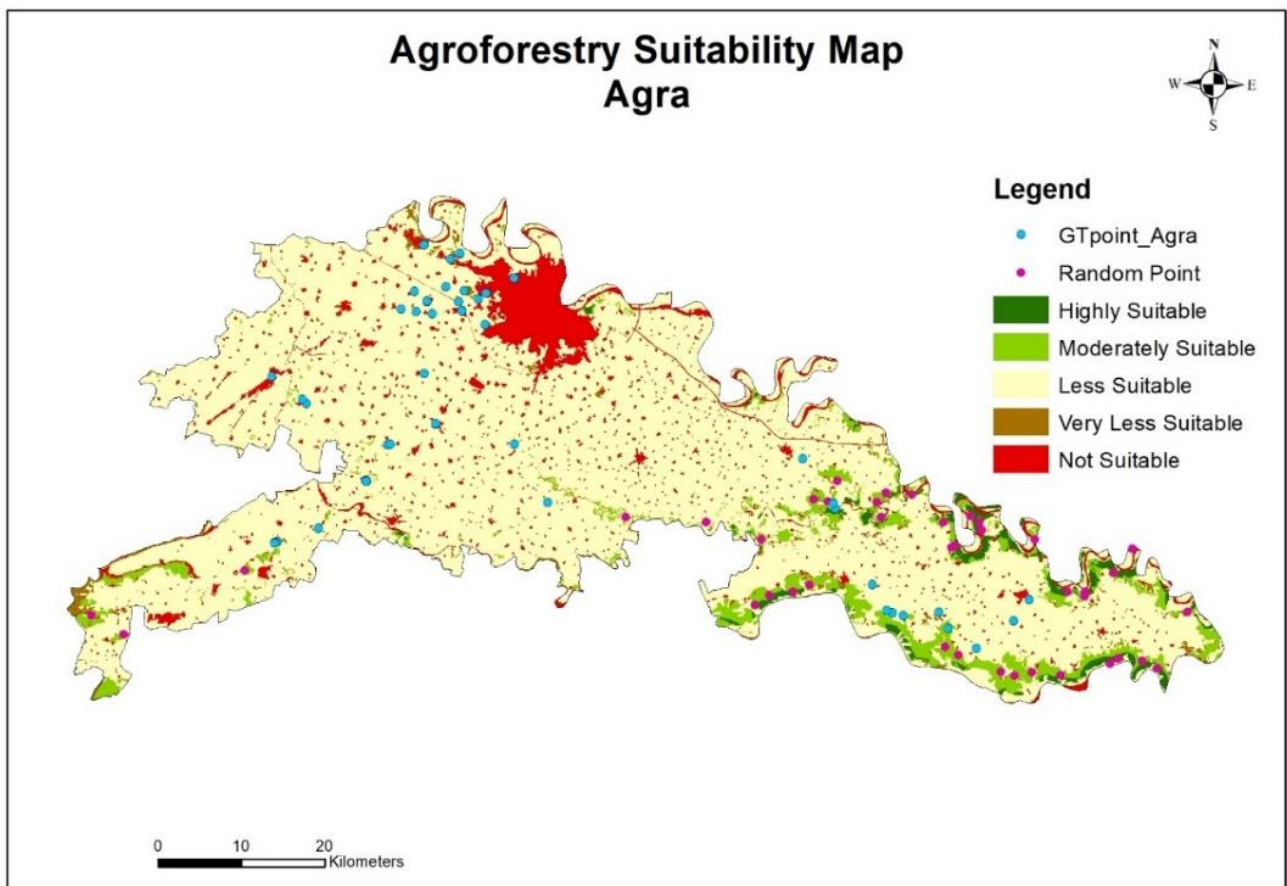 Agroforestry Suitability Map
Agra
N
W E
S
Legend
GTpoint_Agra
Random Point
Highly Suitable
Moderately Suitable
Less Suitable
Very Less Suitable
Not Suitable
0 10 20
Kilometers